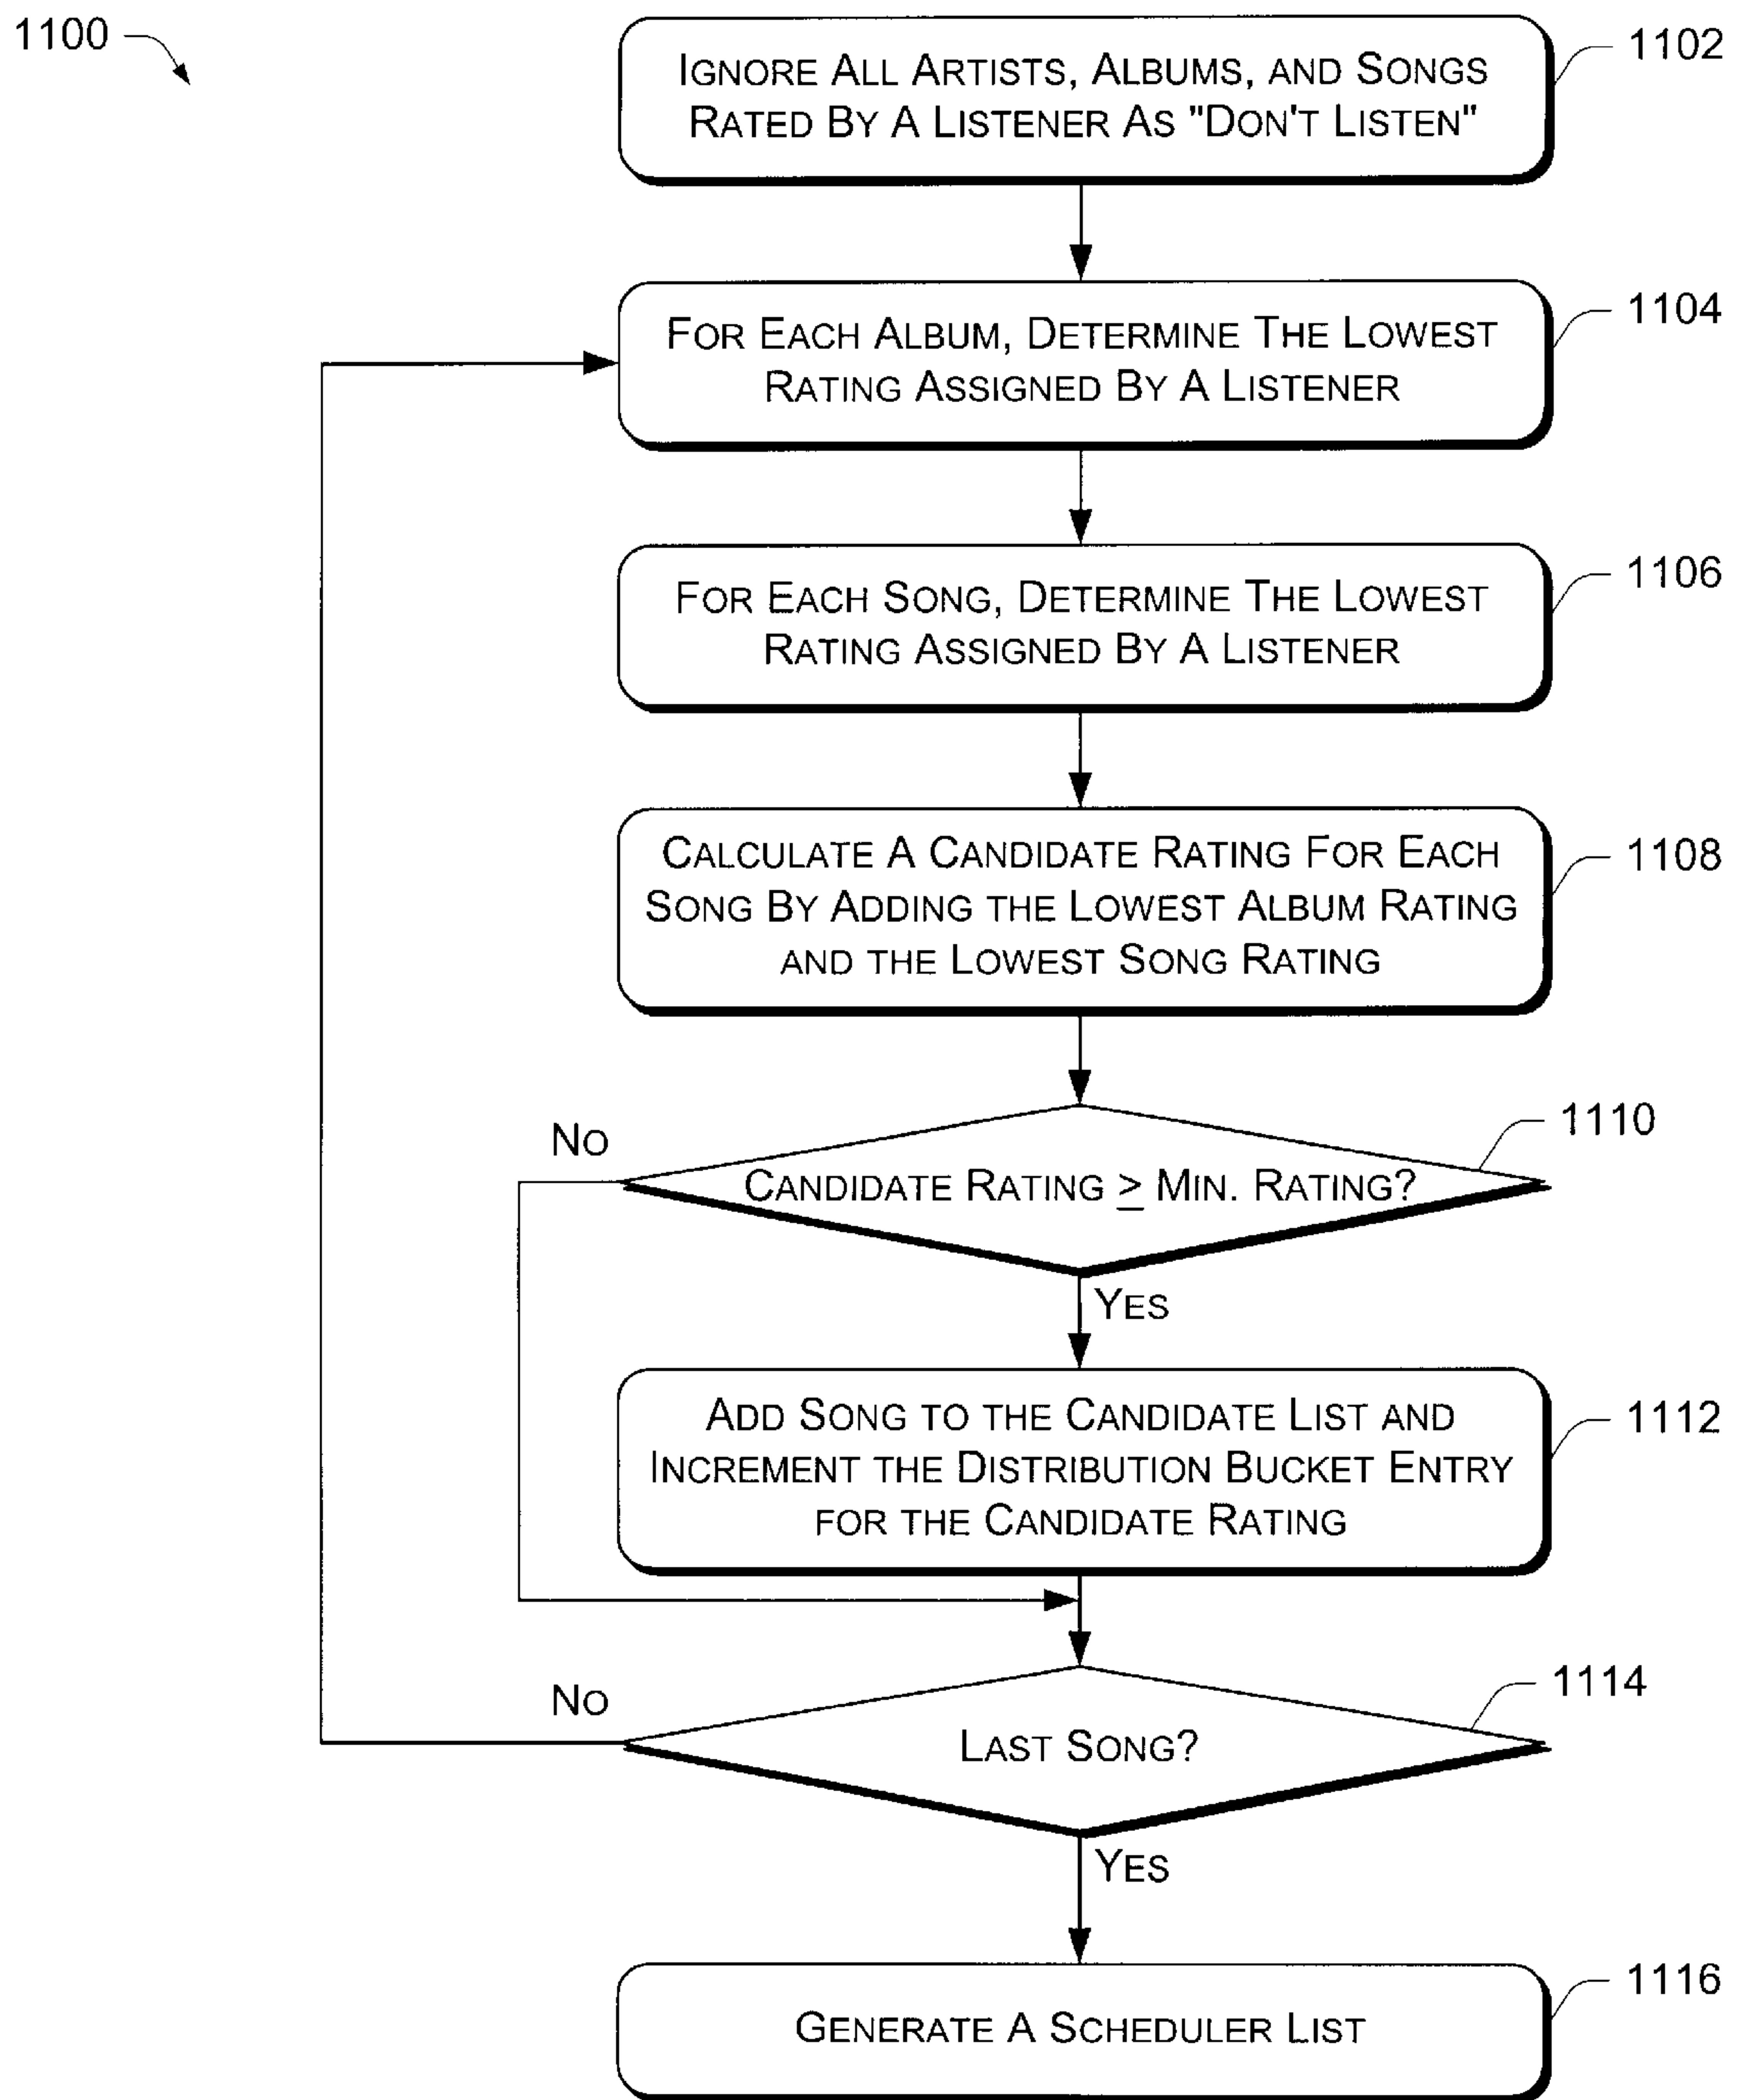 1100
1102
IGNORE ALL ARTISTS, ALBUMS, AND SONGS
RATED BY A LISTENER AS "DON'T LISTEN"
1104
FOR EACH ALBUM, DETERMINE THE LOWEST
RATING ASSIGNED BY A LISTENER
1106
FOR EACH SONG, DETERMINE THE LOWEST
RATING ASSIGNED BY A LISTENER
1108
CALCULATE A CANDIDATE RATING FOR EACH
SONG BY ADDING THE LOWEST ALBUM RATING
AND THE LOWEST SONG RATING
1110
NO
CANDIDATE RATING ≥ MIN. RATING?
YES
1112
ADD SONG TO THE CANDIDATE LIST AND
INCREMENT THE DISTRIBUTION BUCKET ENTRY
FOR THE CANDIDATE RATING
1114
NO
LAST SONG?
YES
1116
GENERATE A SCHEDULER LIST